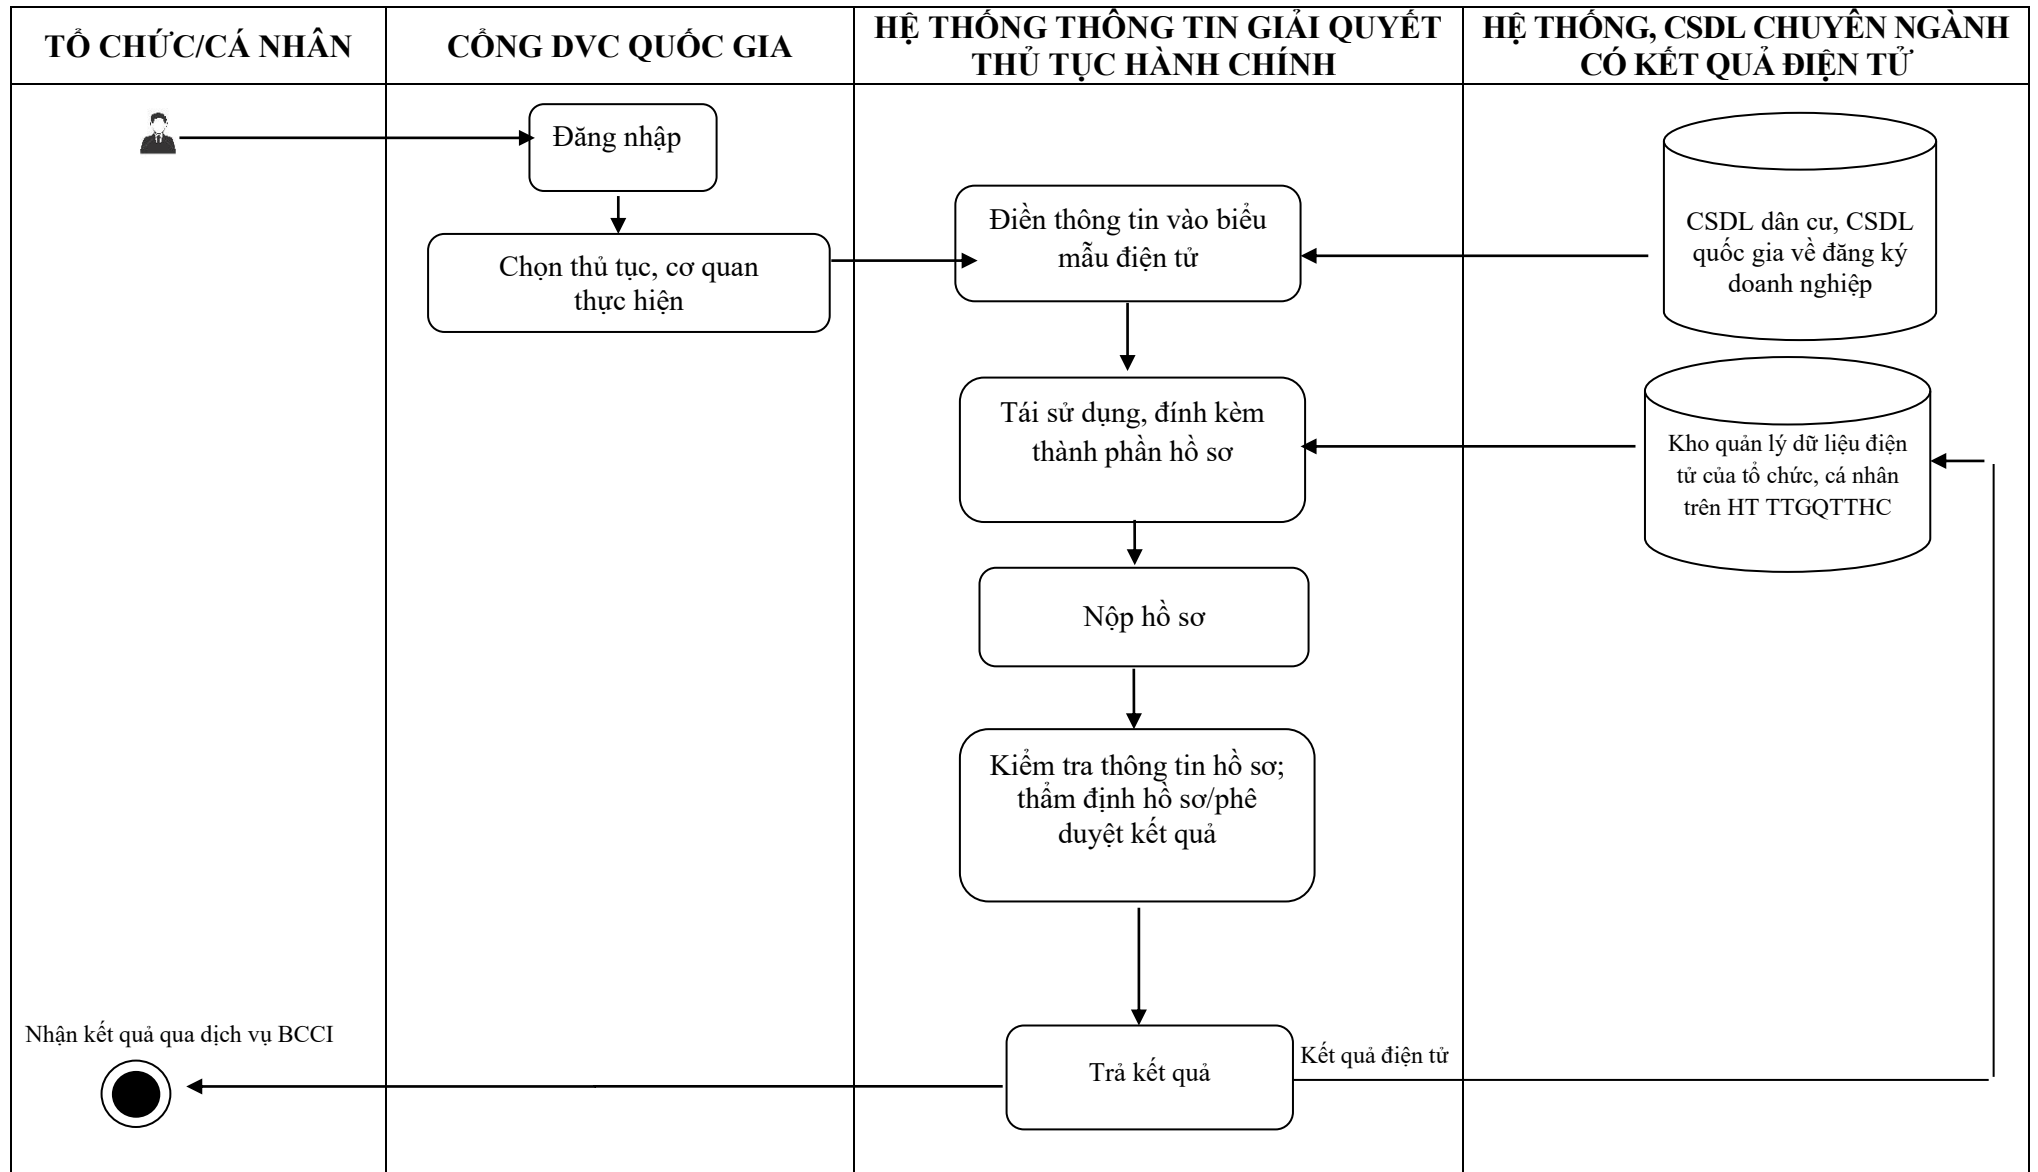 TỔ CHỨC/CÁ NHÂN
CỔNG DVC QUỐC GIA
HỆ THỐNG THÔNG TIN GIẢI QUYẾT
THỦ TỤC HÀNH CHÍNH
HỆ THỐNG, CSDL CHUYÊN NGÀNH
CÓ KẾT QUẢ ĐIỆN TỬ
Đăng nhập
Chọn thủ tục, cơ quan
thực hiện
Điền thông tin vào biểu
mẫu điện tử
CSDL dân cư, CSDL
quốc gia về đăng ký
doanh nghiệp
Tái sử dụng, đính kèm
thành phần hồ sơ
Kho quản lý dữ liệu điện
tử của tổ chức, cá nhân
trên HT TTGQTTHC
Nộp hồ sơ
Kiểm tra thông tin hồ sơ;
thẩm định hồ sơ/phê
duyệt kết quả
Nhận kết quả qua dịch vụ BCCI
Trả kết quả
Kết quả điện tử